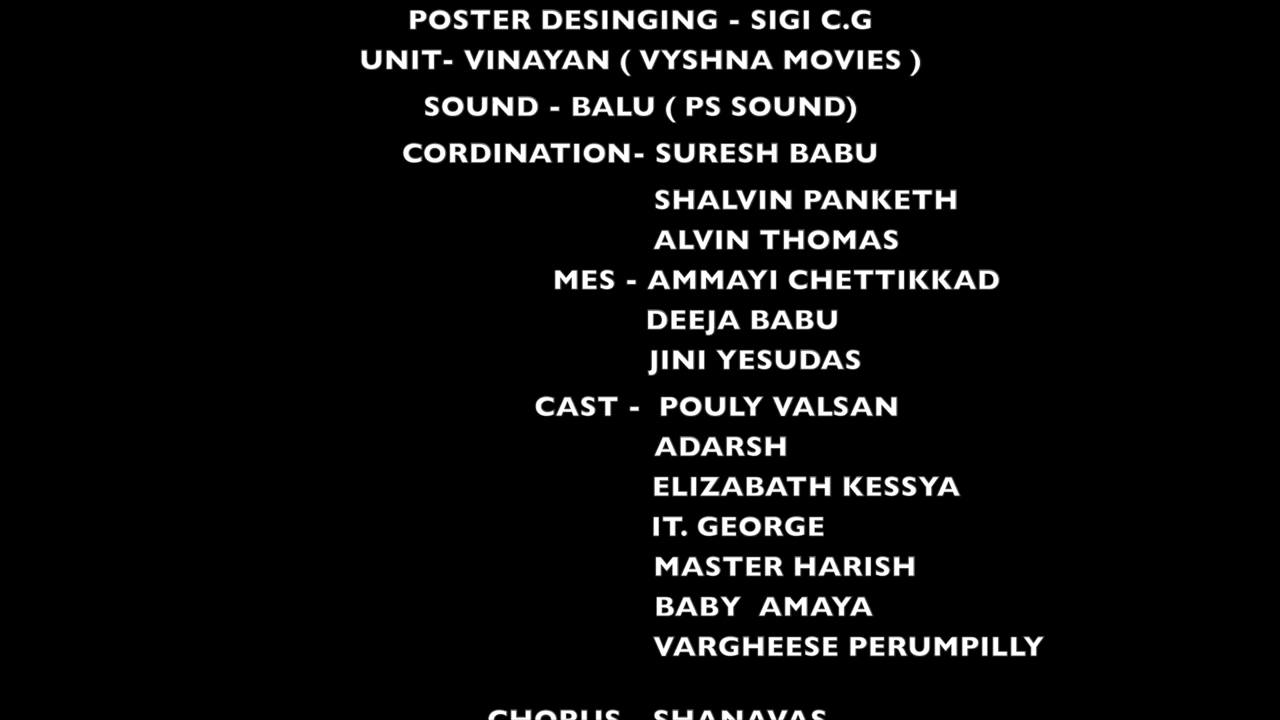 POSTER DESINGING - SIGI C.G
UNIT- VINAYAN ( VYSHNA MOVIES )
SOUND - BALU ( PS SOUND)
CORDINATION- SURESH BABU
SHALVIN PANKETH
ALVIN THOMAS
MES - AMMAYI CHETTIKKAD
DEEJA BABU
JINI YESUDAS
CAST - POULY VALSAN
ADARSH
ELIZABATH KESSYA
IT. GEORGE
MASTER HARISH
BABY AMAYA
VARGHEESE PERUMPILLY
CHORUS - SHANAVAS